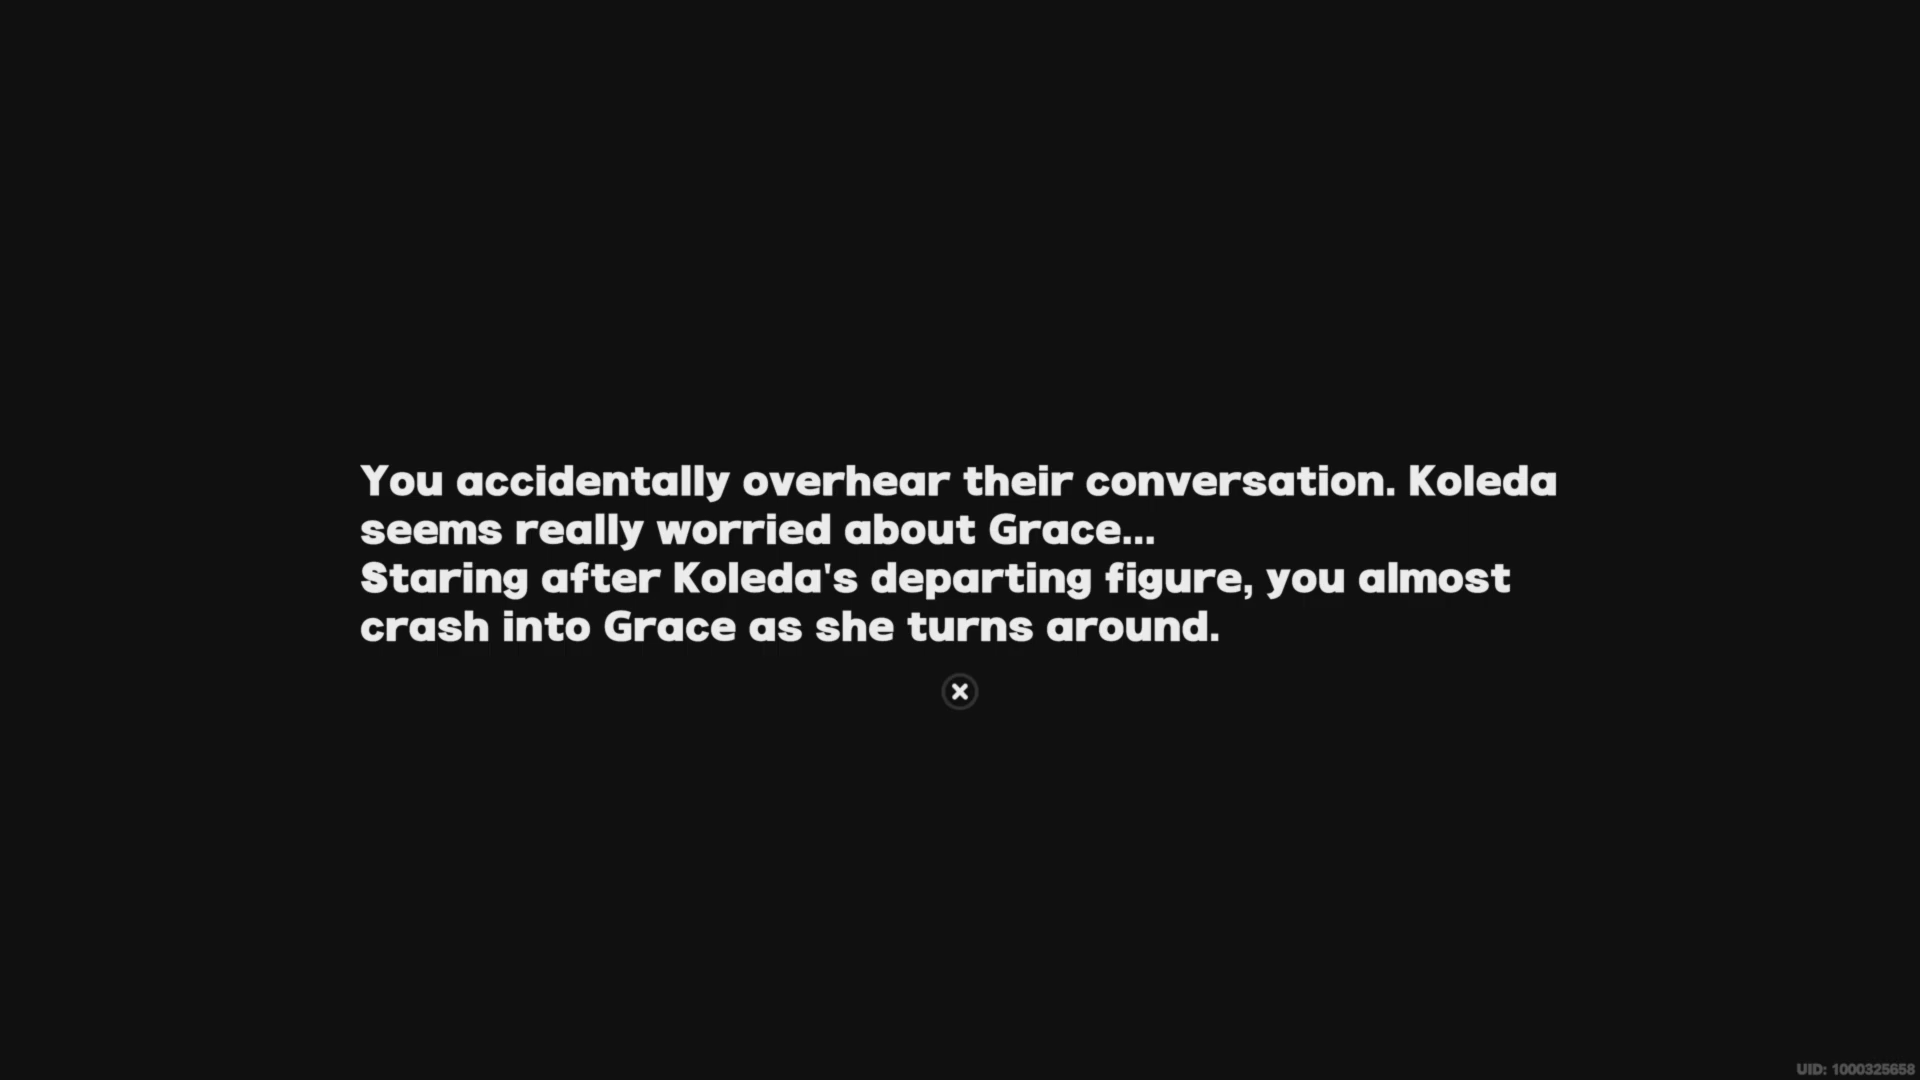 You accidentally overhear their conversation. Koleda
seems really worried about Grace...
Staring after Koleda's departing figure, you almost
crash into Grace as she turns around.
UID: 1000325658